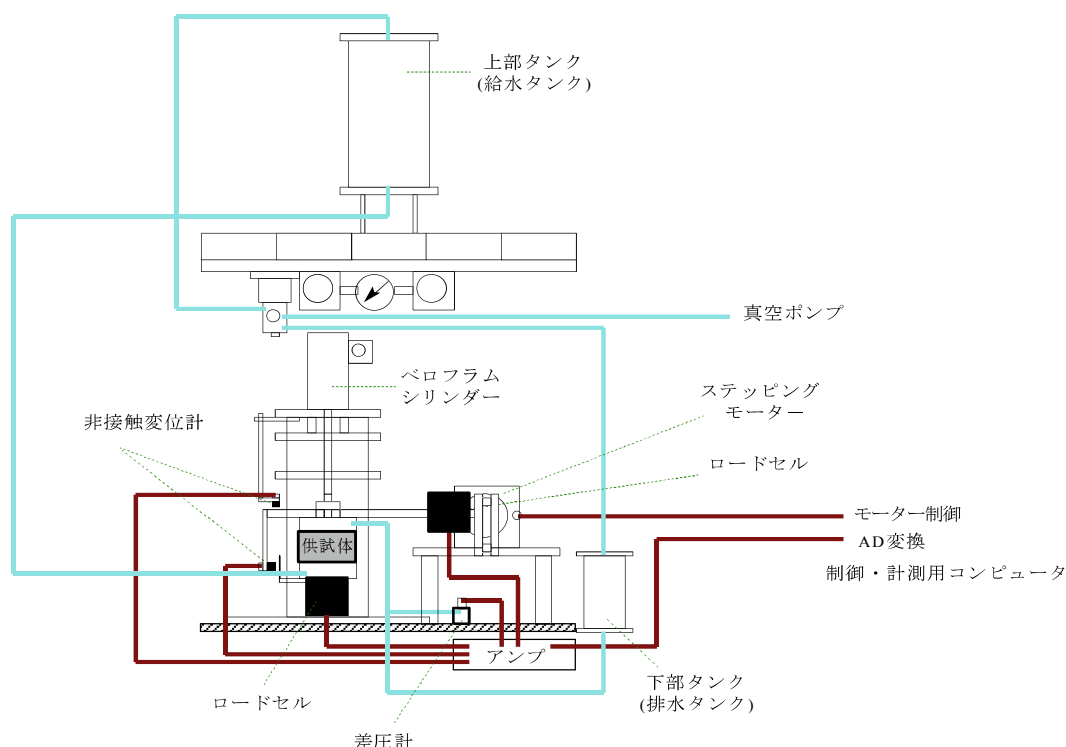 上部タンク
(給水タンク)
真空ポンプ
ベロフラム
シリンダー
ステッピング
モーター
非接触変位計
ロードセル
モーター制御
AD変換
供試体
制御・計測用コンピュータ
アンプ
下部タンク
(排水タンク)
ロードセル
差圧計